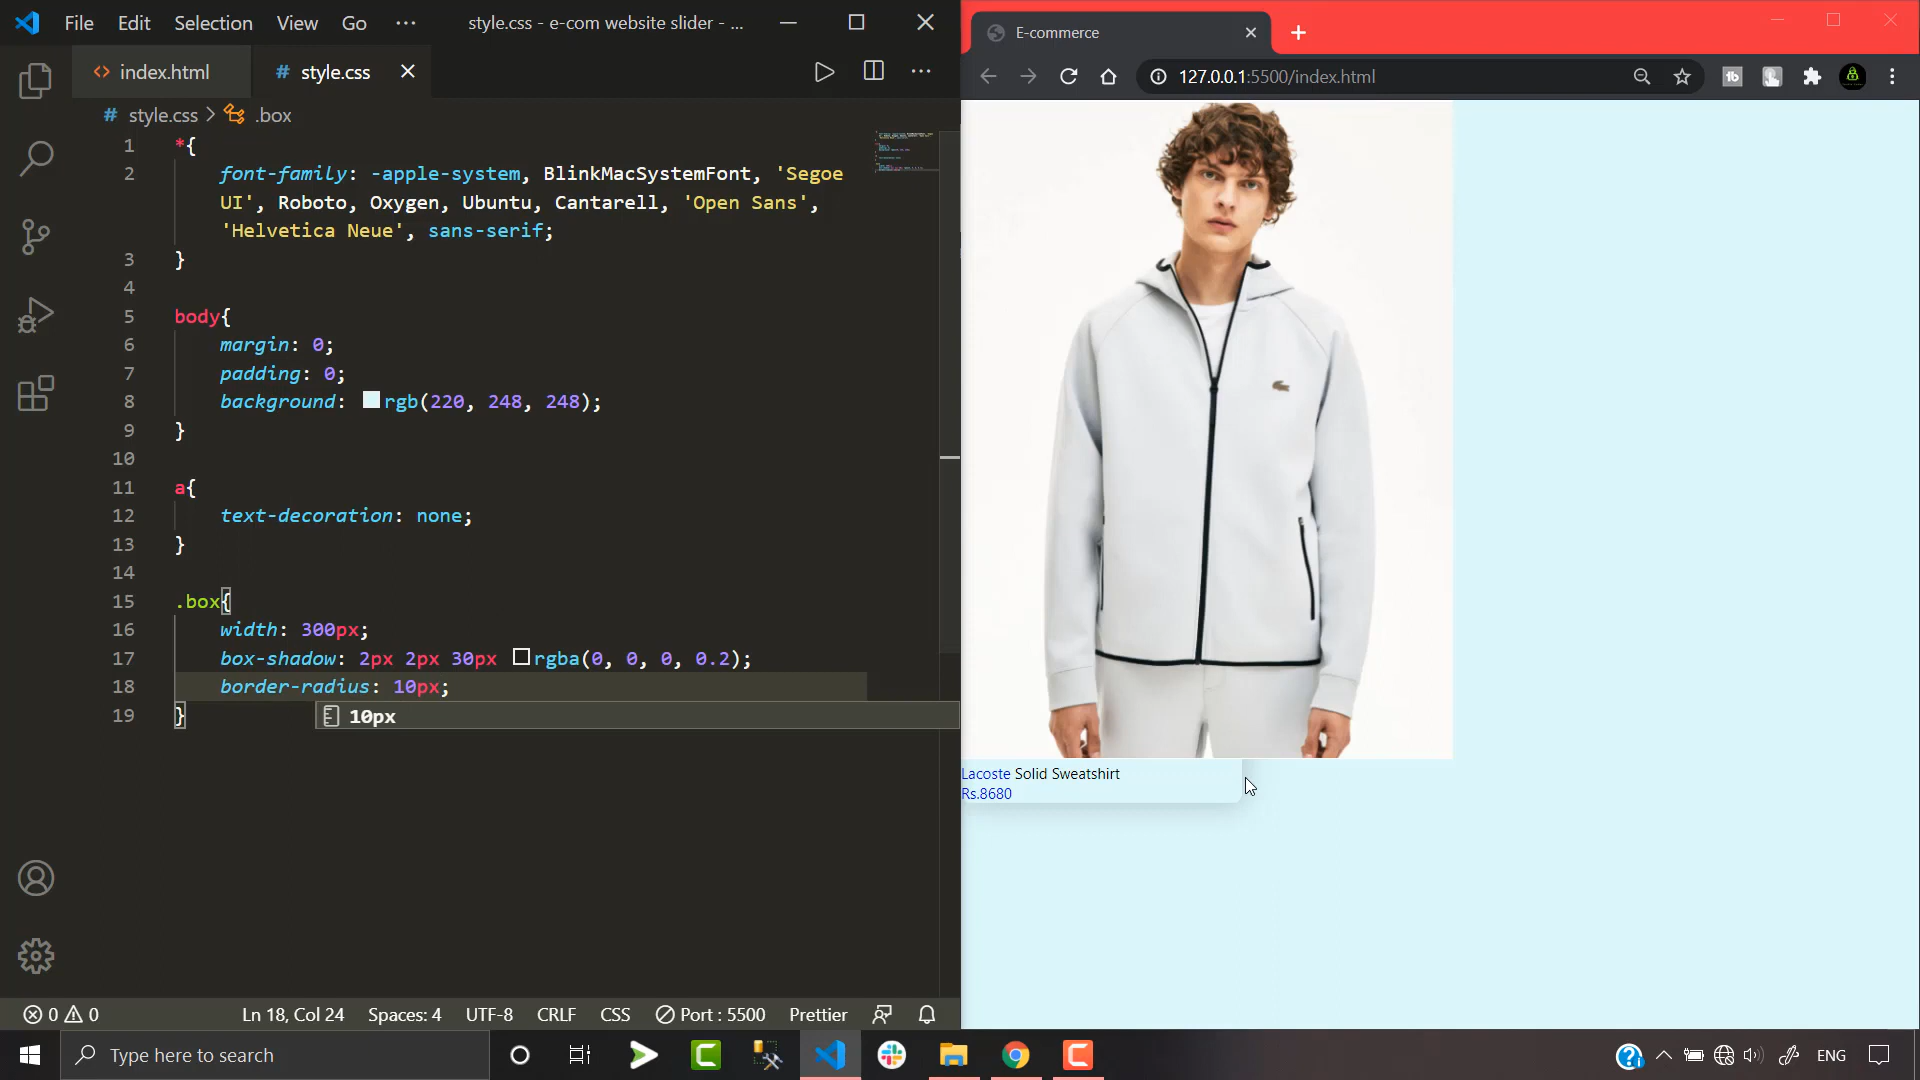 File Edit Selection View Go ··· style.css - e-com website slider - ...
E-commerce
index.html # style.css
127.0.0.1:5500/index.html
# style.css > .box
1 *{
2 font-family: -apple-system, BlinkMacSystemFont, 'Segoe
UI', Roboto, Oxygen, Ubuntu, Cantarell, 'Open Sans',
'Helvetica Neue', sans-serif;
3 }
4
5 body{
6 margin: 0;
7 padding: 0;
8 background: rgb(220, 248, 248);
9 }
10
11 a{
12 text-decoration: none;
13 }
14
15 .box{
16 width: 300px;
17 box-shadow: 2px 2px 30px rgba(0, 0, 0, 0.2);
18 border-radius: 10px;
19 }
10px
Lacoste Solid Sweatshirt
Rs.8680
0 0 Ln 18, Col 24 Spaces: 4 UTF-8 CRLF CSS Port : 5500 Prettier
Type here to search
ENG